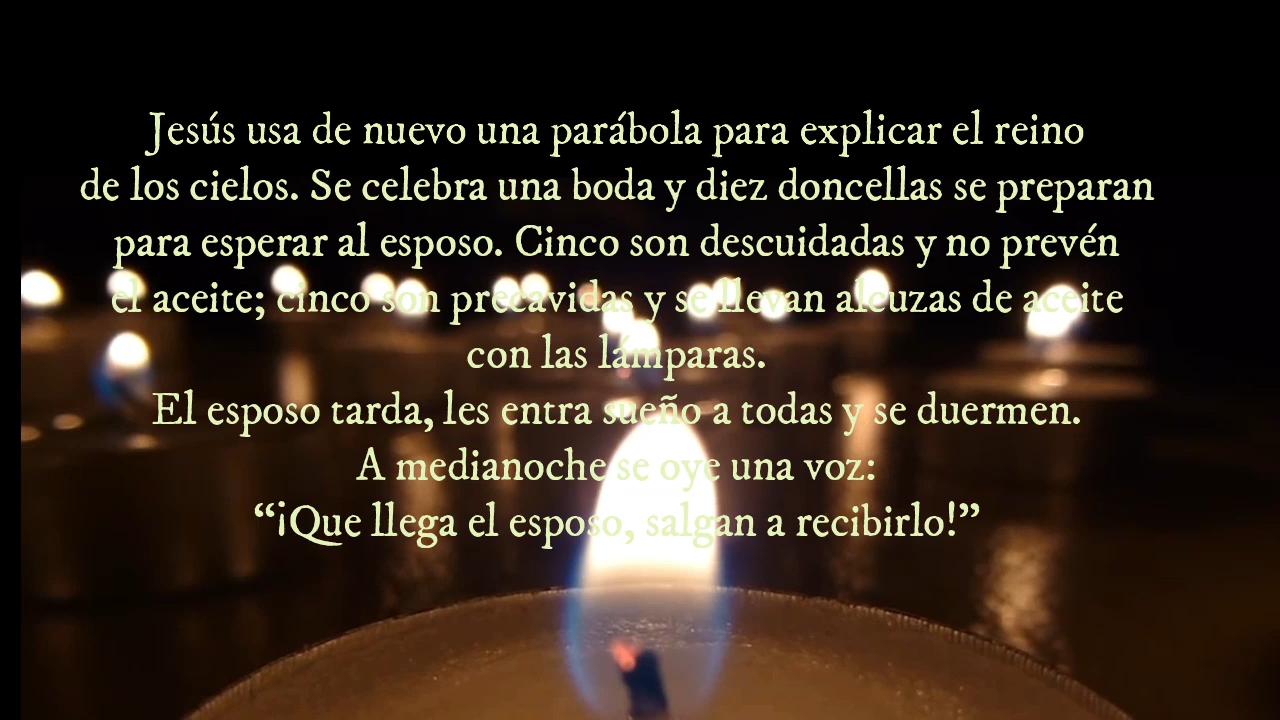 Jesús usa de nuevo una parábola para explicar el reino
de los cielos. Se celebra una boda y diez doncellas se preparan
para esperar al esposo. Cinco son descuidadas y no prevén
el aceite; cinco son precavidas y se llevan alcuzas de aceite
con las lámparas.
El esposo tarda, les entra sueño a todas y se duermen.
A medianoche se oye una voz:
“¡Que llega el esposo, salgan a recibirlo!”